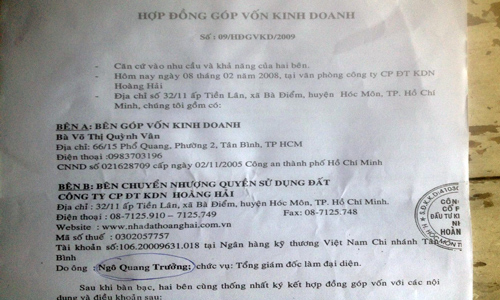 HỢP ĐỒNG GÓP VỐN KINH DOANH
Số : 09/HĐGVKD/2009
- Căn cứ vào nhu cầu và khả năng của hai bên.
- Hôm nay ngày 08 tháng 02 năm 2008, tại văn phòng công ty CP ĐT KDN
Hoàng Hải
- Địa chỉ số 32/11 ấp Tiền Lân, xã Bà Điểm, huyện Hóc Môn, TP. Hồ Chí
Minh, chúng tôi gồm có:
BÊN A: BÊN GÓP VỐN KINH DOANH
Bà Võ Thị Quỳnh Vân
Địa chỉ: 66/15 Phổ Quang, Phường 2, Tân Bình, TP HCM
Điện thoại :0983703196
CNND số 021628709 cấp ngày 02/11/2005 Công an thành phố Hồ Chí Minh
BÊN B: BÊN CHUYỂN NHƯỢNG QUYỀN SỬ DỤNG ĐẤT
CÔNG TY CP ĐT KDN HOÀNG HẢI
Địa chỉ : 32/11 ấp Tiền Lân, xã Bà Điểm, huyện Hóc Môn, TP. Hồ Chí Minh.
Điện thoại : 08-7125.910 – 7125.749 Fax: 08-7125.748
Website : www.nhadathoanghai.com.vn
Mã số thuế : 0302057757
Tài khoản số:106.20009631.018 tại Ngân hàng kỹ thương Việt Nam Chi nhánh Tân
Bình
Do ông : Ngô Quang Trưởng; chức vụ: Tổng giám đốc làm đại diện.
Sau khi bàn bạc, hai bên cùng thống nhất ký kết hợp đồng góp vốn với các nội
dung và điều khoản sau:
CÔN
CỔ P
ĐẦU TƯ KI
NH
HOÀN